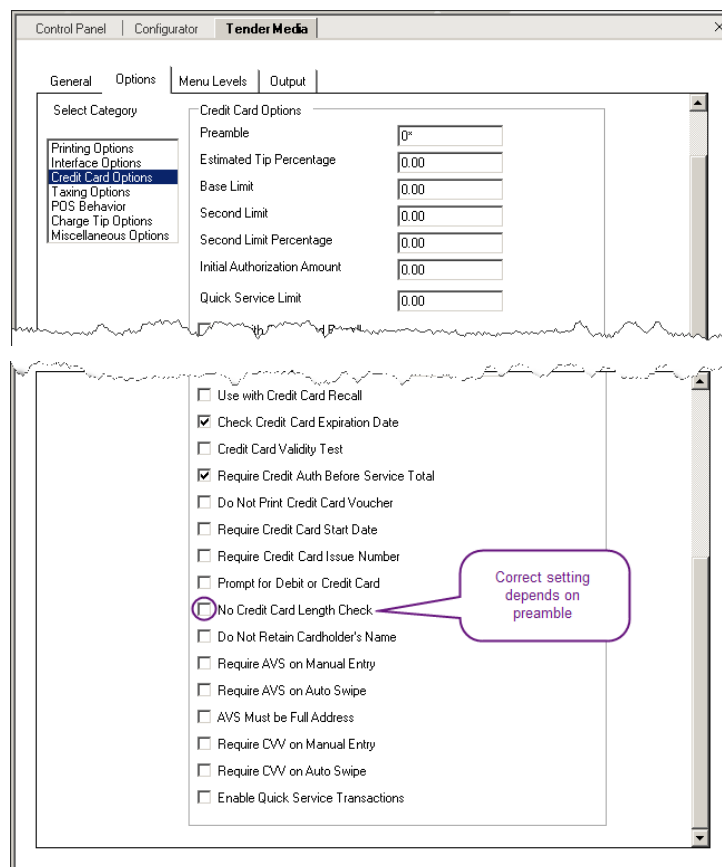 Control Panel | Configurator | Tender Media
General Options Menu Levels Output
Select Category
Printing Options
Interface Options
Credit Card Options
Taxing Options
POS Behavior
Charge Tip Options
Miscellaneous Options
Credit Card Options
Preamble 0*
Estimated Tip Percentage 0.00
Base Limit 0.00
Second Limit 0.00
Second Limit Percentage 0.00
Initial Authorization Amount 0.00
Quick Service Limit 0.00
Use with Credit Card Recall
Check Credit Card Expiration Date
Credit Card Validity Test
Require Credit Auth Before Service Total
Do Not Print Credit Card Voucher
Require Credit Card Start Date
Require Credit Card Issue Number
Prompt for Debit or Credit Card
No Credit Card Length Check
Correct setting
depends on
preamble
Do Not Retain Cardholder's Name
Require AVS on Manual Entry
Require AVS on Auto Swipe
AVS Must be Full Address
Require CVV on Manual Entry
Require CVV on Auto Swipe
Enable Quick Service Transactions